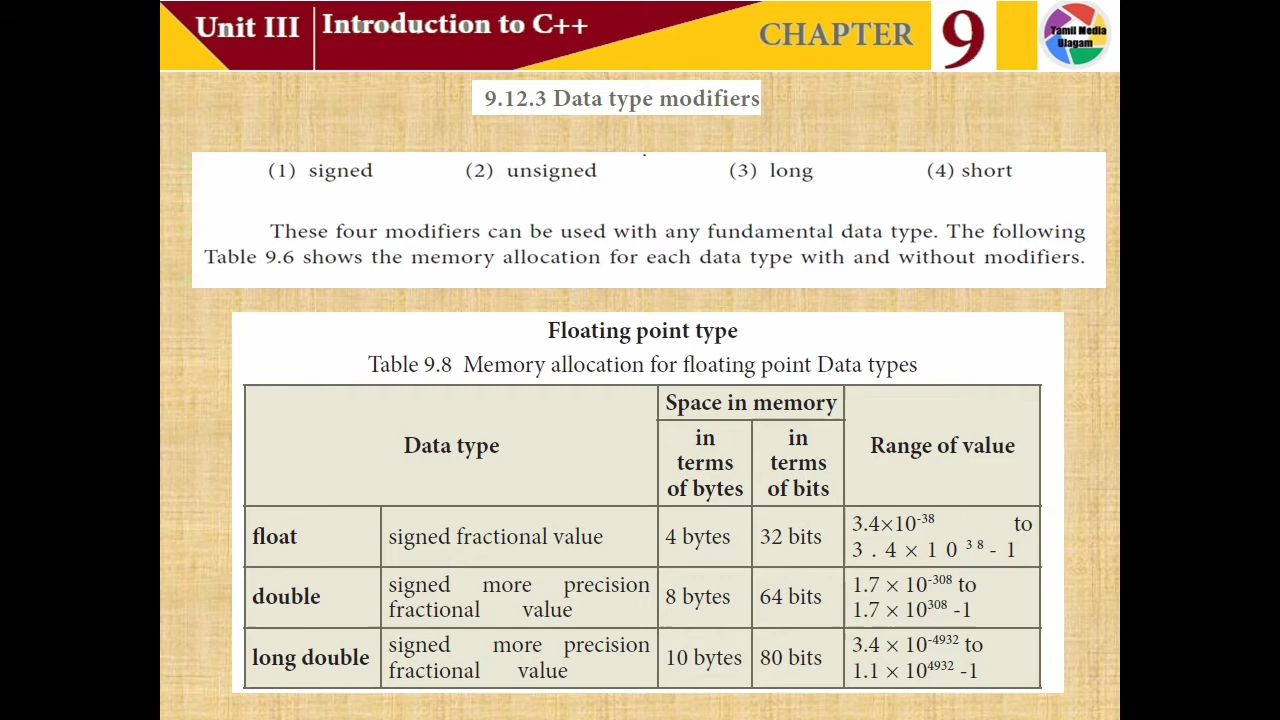 Unit III Introduction to C++ CHAPTER 9
Tamil Media
Ulagam
9.12.3 Data type modifiers
(1) signed (2) unsigned (3) long (4) short
These four modifiers can be used with any fundamental data type. The following
Table 9.6 shows the memory allocation for each data type with and without modifiers.
Floating point type
Table 9.8 Memory allocation for floating point Data types
Data type
Space in memory
in
terms
of bytes
in
terms
of bits
Range of value
float
signed fractional value
4 bytes
32 bits
3.4×10⁻³⁸ to
3 . 4 × 1 0 ³ ⁸ - 1
double
signed more precision
fractional value
8 bytes
64 bits
1.7 × 10⁻³⁰⁸ to
1.7 × 10³⁰⁸ -1
long double
signed more precision
fractional value
10 bytes
80 bits
3.4 × 10⁻⁴⁹³² to
1.1 × 10⁴⁹³² -1